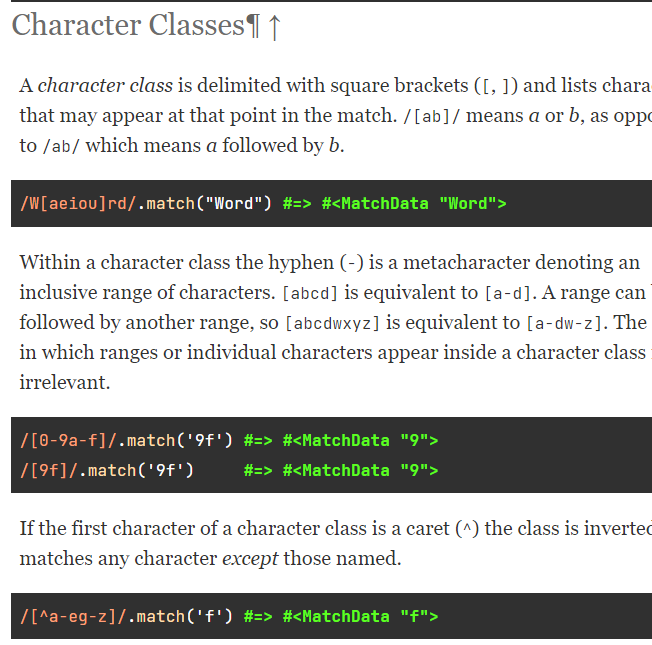 Character Classes¶ ↑
A character class is delimited with square brackets ([, ]) and lists
that may appear at that point in the match. /[ab]/ means a or b, as
to /ab/ which means a followed by b.
/W[aeiou]rd/.match("Word") #=> #<MatchData "Word">
Within a character class the hyphen (-) is a metacharacter denoting an
inclusive range of characters. [abcd] is equivalent to [a-d]. A range can
followed by another range, so [abcdwxyz] is equivalent to [a-dw-z]. The
in which ranges or individual characters appear inside a character class
irrelevant.
/[0-9a-f]/.match('9f') #=> #<MatchData "9">
/[9f]/.match('9f')     #=> #<MatchData "9">
If the first character of a character class is a caret (^) the class is inverted
matches any character except those named.
/[^a-eg-z]/.match('f') #=> #<MatchData "f">